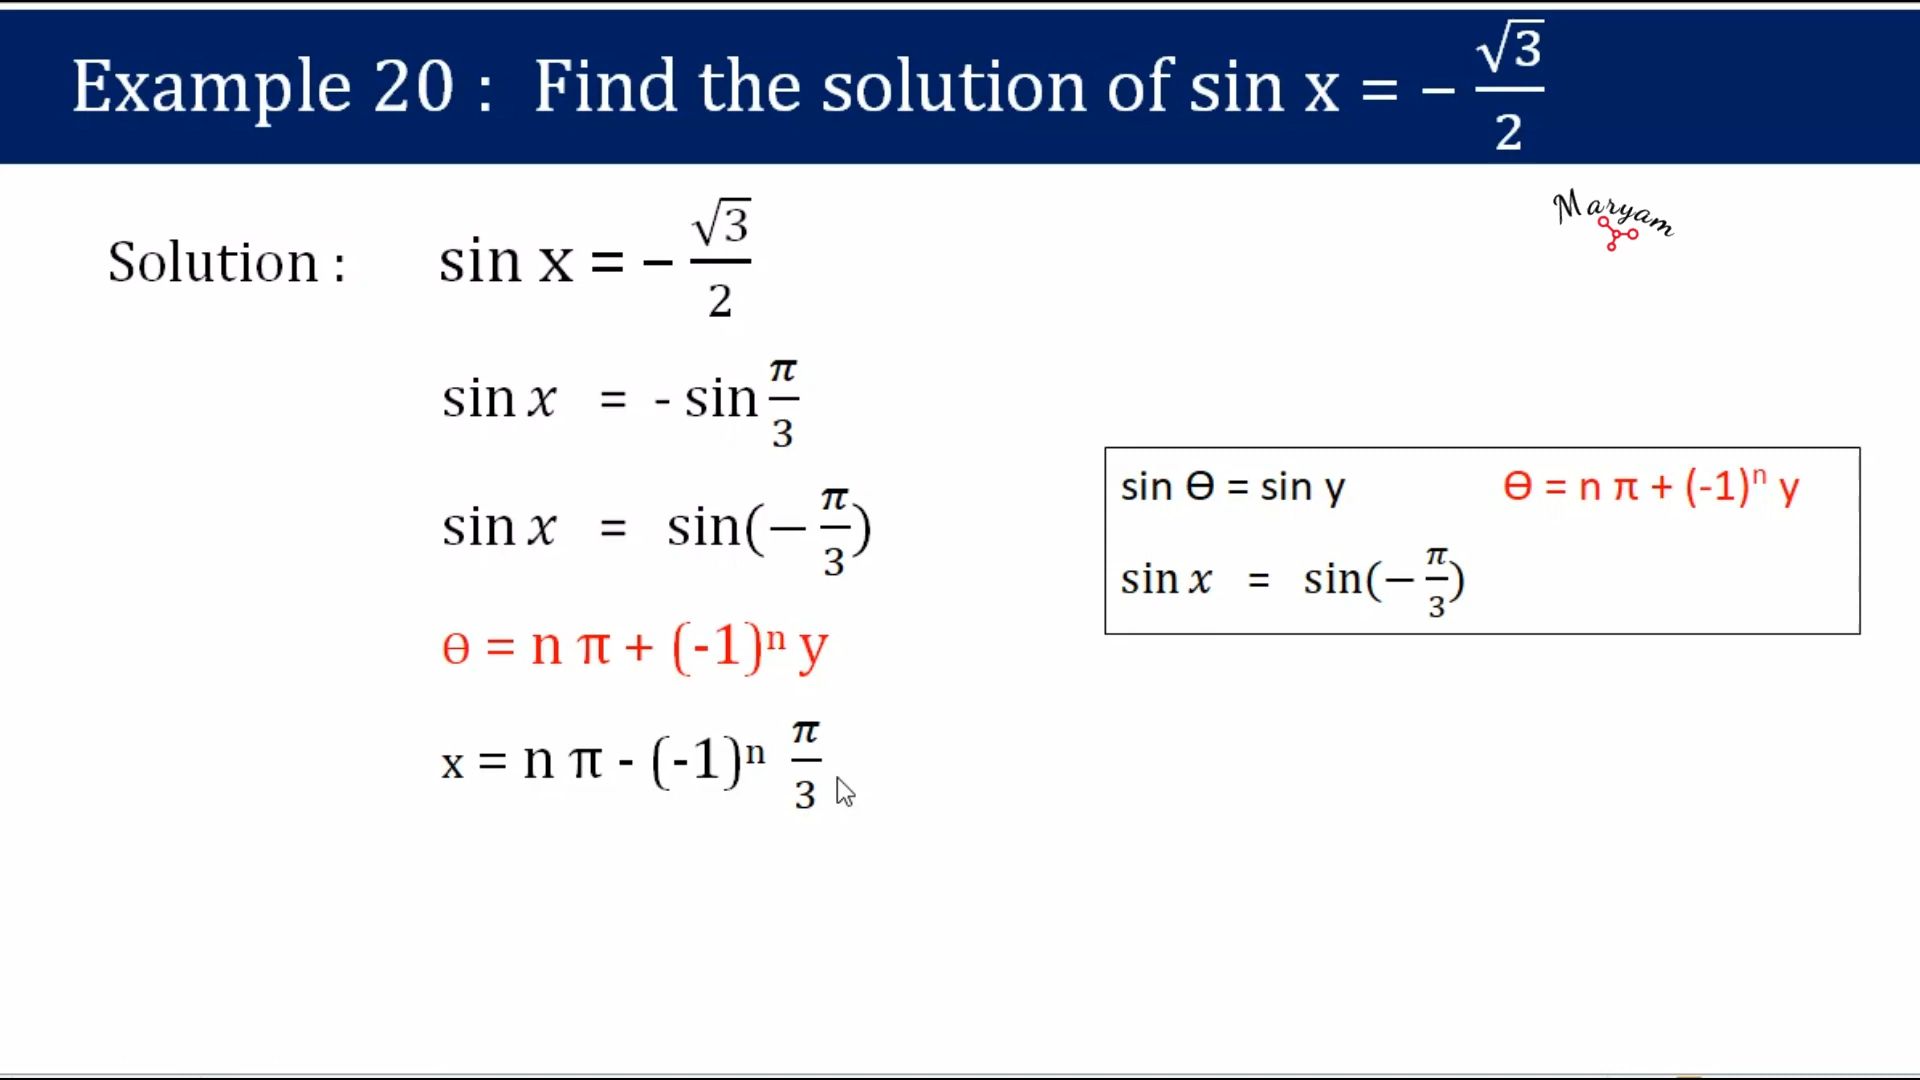 Example 20 : Find the solution of sin x = − √3/2
Maryam
Solution : sin x = − √3/2
sin x = - sin π/3
sin x = sin(− π/3)
ϴ = n π + (-1)ⁿ y
x = n π - (-1)ⁿ π/3
sin ϴ = sin y ϴ = n π + (-1)ⁿ y
sin x = sin(− π/3)